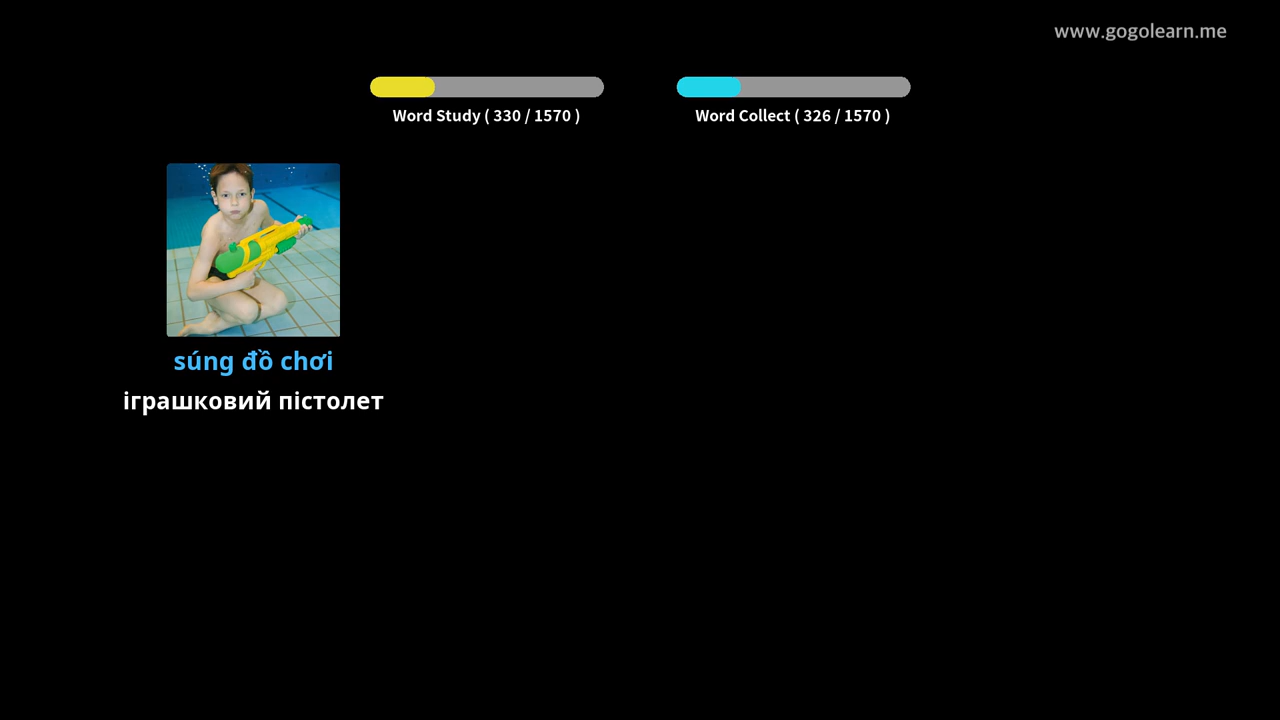 www.gogolearn.me
Word Study ( 330 / 1570 )
Word Collect ( 326 / 1570 )
súng đồ chơi
іграшковий пістолет